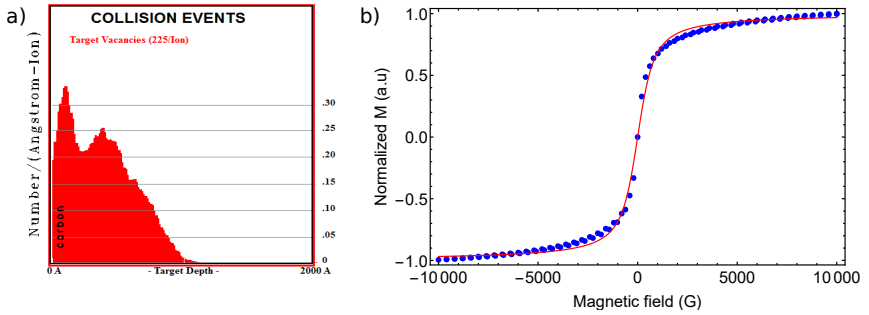 a)
COLLISION EVENTS
Target Vacancies (225/Ion)
Number/(Angstrom-Ion)
.30
.25
.20
.15
.10
.05
0
carbon
0 A
- Target Depth -
2000 A
b)
Normalized M (a.u)
1.0
0.5
0.0
−0.5
−1.0
−10000
−5000
0
5000
10000
Magnetic field (G)